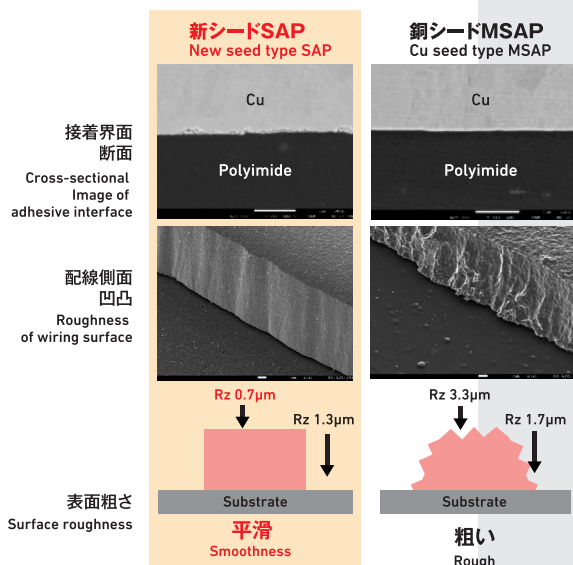 新シードSAP
New seed type SAP
銅シードMSAP
Cu seed type MSAP
接着界面
断面
Cross-sectional
Image of
adhesive interface
Cu
Polyimide
Cu
Polyimide
配線側面
凹凸
Roughness
of wiring surface
表面粗さ
Surface roughness
Rz 0.7μm
Rz 1.3μm
Substrate
平滑
Smoothness
Rz 3.3μm
Rz 1.7μm
Substrate
粗い
Rough